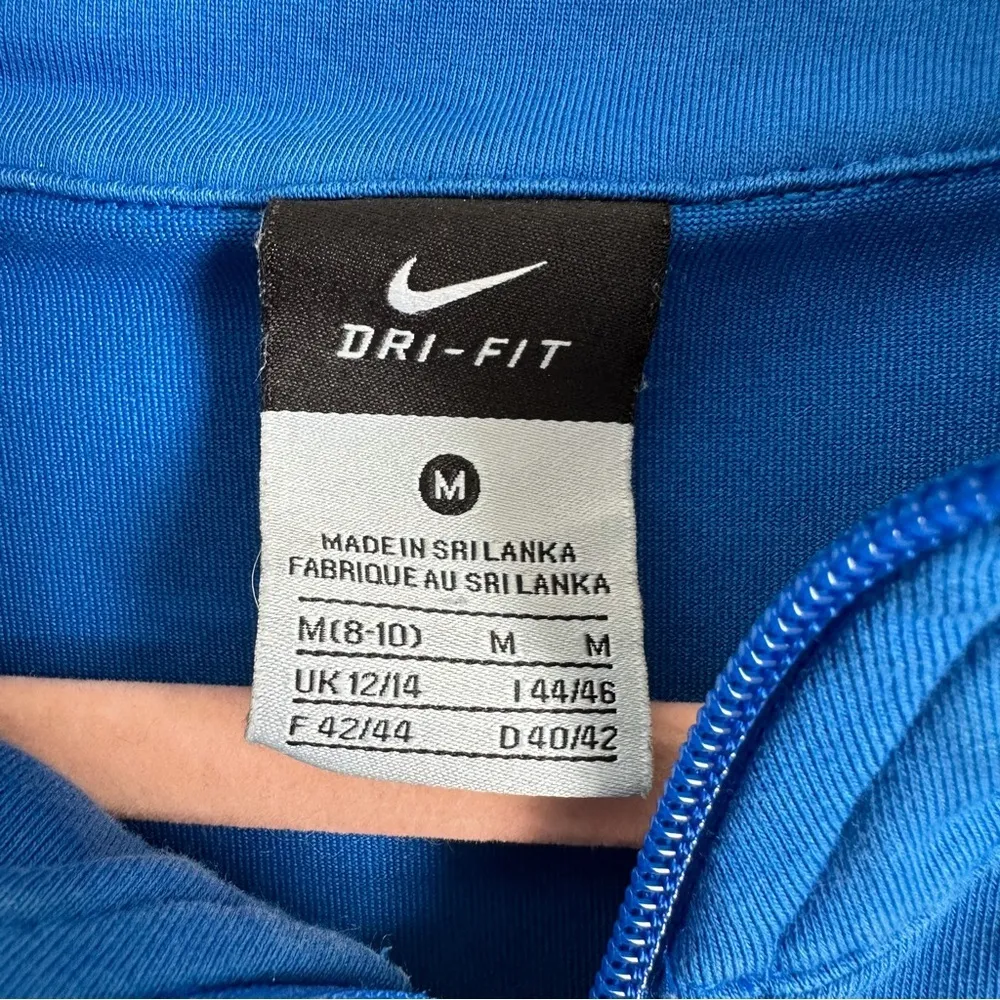 DRI-FIT
M
MADE IN SRI LANKA
FABRIQUE AU SRI LANKA
M(8-10) M M
UK 12/14 I 44/46
F 42/44 D 40/42